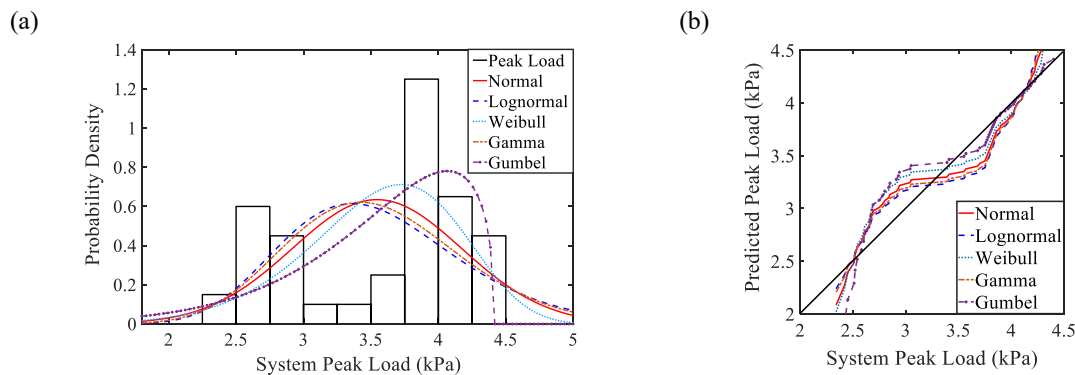 (a)
Probability Density
1.4
1.2
1
0.8
0.6
0.4
0.2
0
2
2.5
3
3.5
4
4.5
5
System Peak Load (kPa)
Peak Load
Normal
Lognormal
Weibull
Gamma
Gumbel
(b)
Predicted Peak Load (kPa)
4.5
4
3.5
3
2.5
2
2
2.5
3
3.5
4
4.5
System Peak Load (kPa)
Normal
Lognormal
Weibull
Gamma
Gumbel